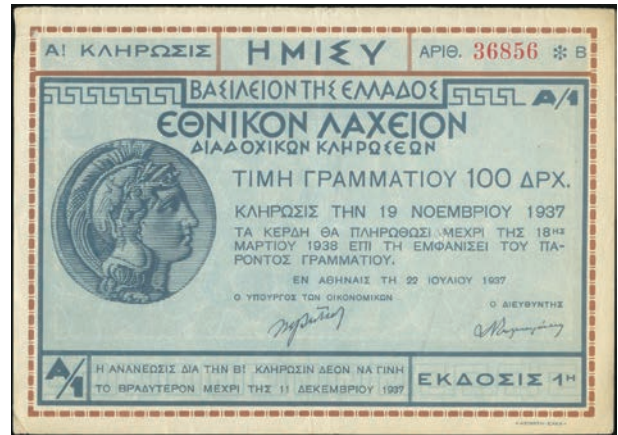 Α! ΚΛΗΡΩΣΙΣ ΗΜΙΣΥ ΑΡΙΘ. 36856 * Β
ΒΑΣΙΛΕΙΟΝ ΤΗΣ ΕΛΛΑΔΟΣ
Α/1
ΕΘΝΙΚΟΝ ΛΑΧΕΙΟΝ
ΔΙΑΔΟΧΙΚΩΝ ΚΛΗΡΩΣΕΩΝ
ΤΙΜΗ ΓΡΑΜΜΑΤΙΟΥ 100 ΔΡΧ.
ΚΛΗΡΩΣΙΣ ΤΗΝ 19 ΝΟΕΜΒΡΙΟΥ 1937
ΤΑ ΚΕΡΔΗ ΘΑ ΠΛΗΡΩΘΩΣΙ ΜΕΧΡΙ ΤΗΣ 18ΗΣ
ΜΑΡΤΙΟΥ 1938 ΕΠΙ ΤΗ ΕΜΦΑΝΙΣΕΙ ΤΟΥ ΠΑ-
ΡΟΝΤΟΣ ΓΡΑΜΜΑΤΙΟΥ.
ΕΝ ΑΘΗΝΑΙΣ ΤΗ 22 ΙΟΥΛΙΟΥ 1937
Ο ΥΠΟΥΡΓΟΣ ΤΩΝ ΟΙΚΟΝΟΜΙΚΩΝ
Ο ΔΙΕΥΘΥΝΤΗΣ
Α/1
Η ΑΝΑΝΕΩΣΙΣ ΔΙΑ ΤΗΝ Β! ΚΛΗΡΩΣΙΝ ΔΕΟΝ ΝΑ ΓΙΝΗ
ΤΟ ΒΡΑΔΥΤΕΡΟΝ ΜΕΧΡΙ ΤΗΣ 11 ΔΕΚΕΜΒΡΙΟΥ 1937
ΕΚΔΟΣΙΣ 1Η